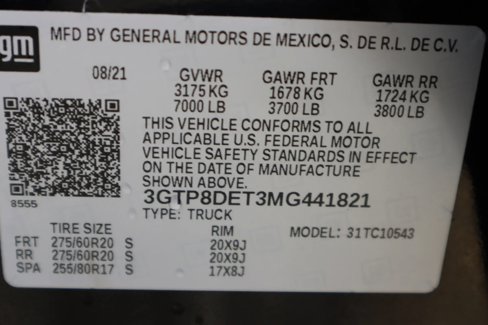 gm
MFD BY GENERAL MOTORS DE MEXICO, S. DE R.L. DE C.V.
08/21 GVWR GAWR FRT GAWR RR
3175 KG 1678 KG 1724 KG
7000 LB 3700 LB 3800 LB
THIS VEHICLE CONFORMS TO ALL
APPLICABLE U.S. FEDERAL MOTOR
VEHICLE SAFETY STANDARDS IN EFFECT
ON THE DATE OF MANUFACTURE
SHOWN ABOVE.
8555
3GTP8DET3MG441821
TYPE: TRUCK
TIRE SIZE RIM MODEL: 31TC10543
FRT 275/60R20 S 20X9J
RR 275/60R20 S 20X9J
SPA 255/80R17 S 17X8J